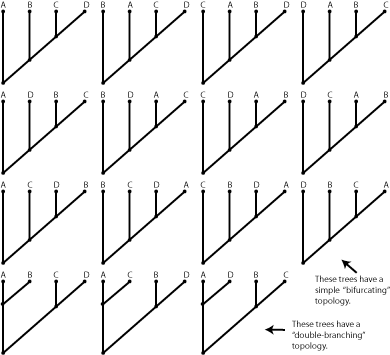 A B C D B A C D C A B D D A B C
A D B C B D A C C D A B D C A B
A C D B B C D A C B D A D B C A
These trees have a
simple “bifurcating”
topology.
A B C D A C B D A D B C
These trees have a
“double-branching”
topology.